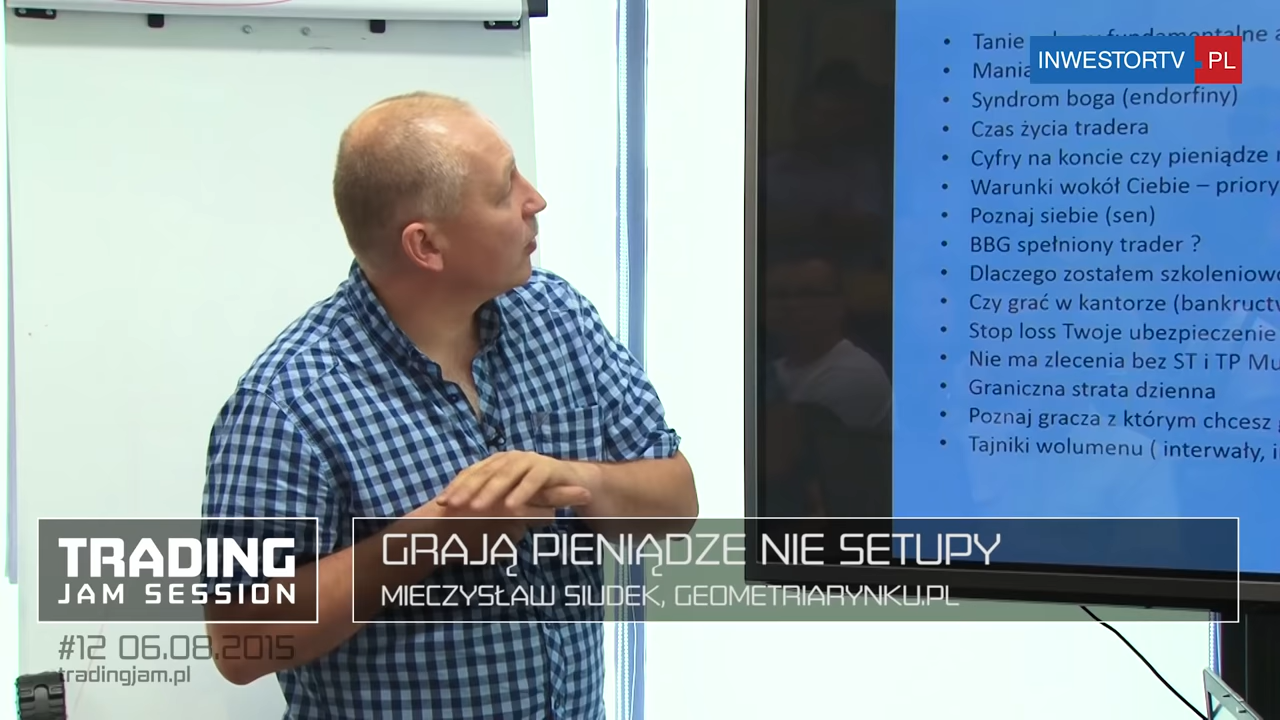 INWESTORTV .PL
• Tanie
• Mania
• Syndrom boga (endorfiny)
• Czas życia tradera
• Cyfry na koncie czy pieniądze
• Warunki wokół Ciebie – priory
• Poznaj siebie (sen)
• BBG spełniony trader ?
• Dlaczego zostałem szkoleniowc
• Czy grać w kantorze (bankructw
• Stop loss Twoje ubezpieczenie
• Nie ma zlecenia bez ST i TP Mu
• Graniczna strata dzienna
• Poznaj gracza z którym chcesz
• Tajniki wolumenu ( interwały, i
TRADING
JAM SESSION
GRAJĄ PIENIĄDZE NIE SETUPY
MIECZYSŁAW SIUDEK, GEOMETRIARYNKU.PL
#12 06.08.2015
tradingjam.pl